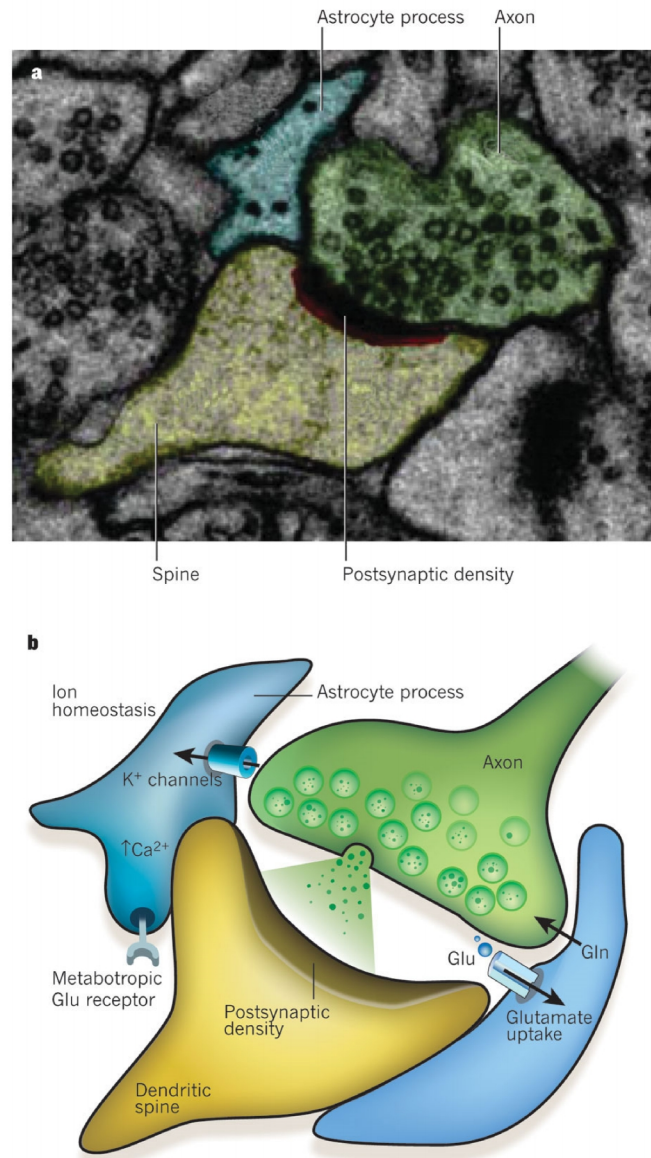 Astrocyte process
Axon
a
Spine
Postsynaptic density
b
Ion
homeostasis
Astrocyte process
K+ channels
Axon
↑Ca2+
Glu
Gln
Metabotropic
Glu receptor
Postsynaptic
density
Glutamate
uptake
Dendritic
spine